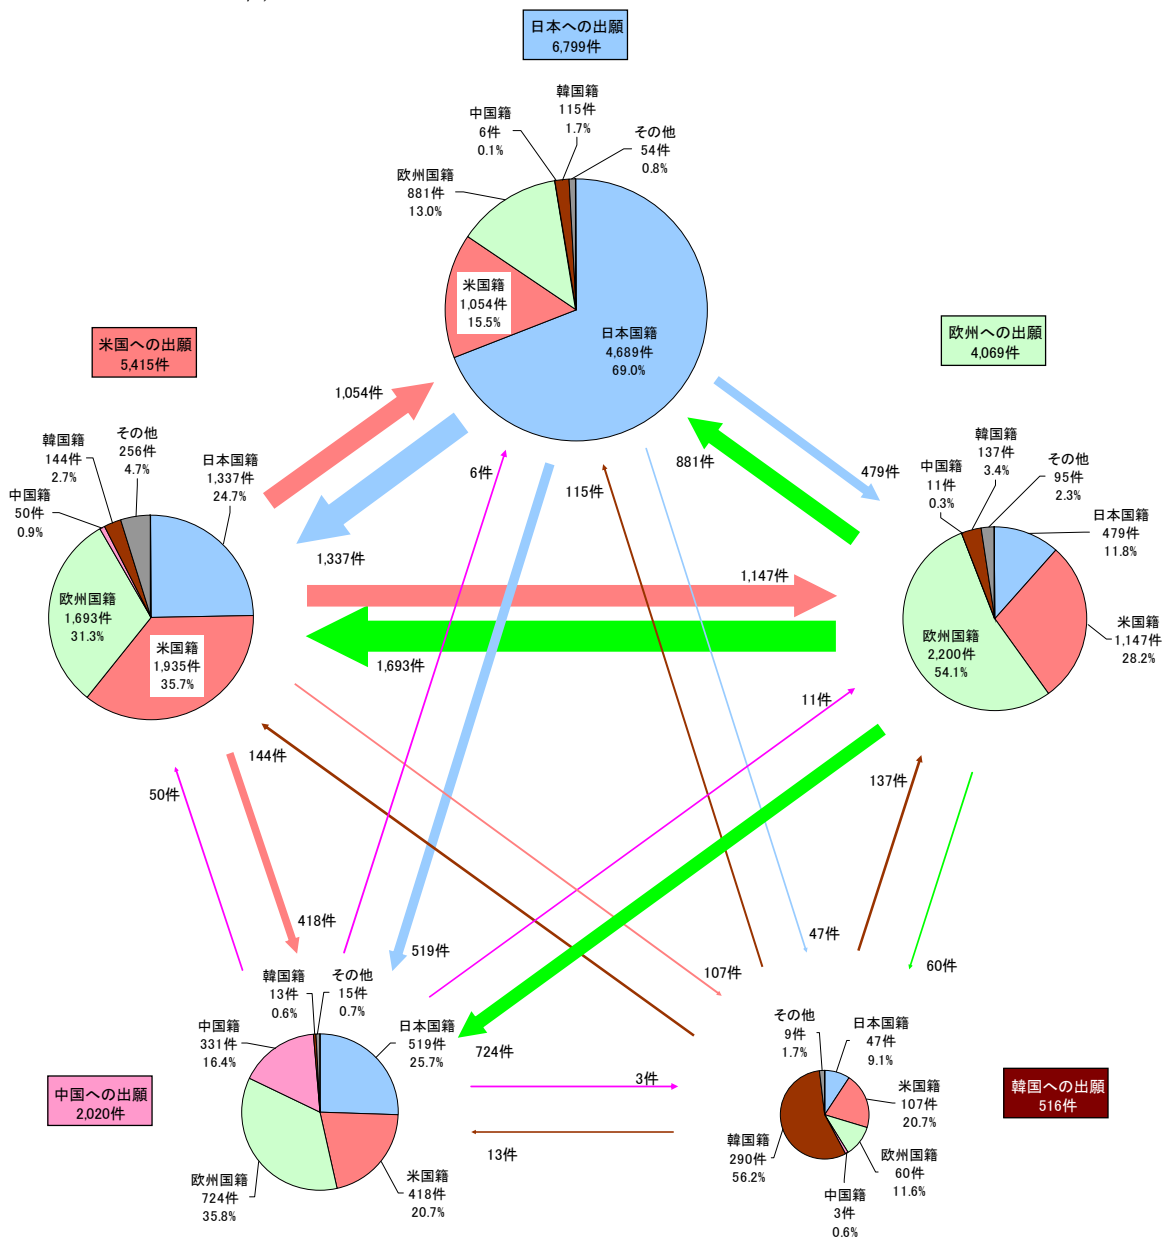 日本への出願
6,799件
韓国籍
115件
1.7%
中国籍
6件
0.1%
その他
54件
0.8%
欧州国籍
881件
13.0%
米国籍
1,054件
15.5%
日本国籍
4,689件
69.0%
米国への出願
5,415件
欧州への出願
4,069件
1,054件
1,337件
6件
115件
881件
479件
韓国籍
144件
2.7%
その他
256件
4.7%
日本国籍
1,337件
24.7%
中国籍
50件
0.9%
欧州国籍
1,693件
31.3%
米国籍
1,935件
35.7%
1,147件
1,693件
韓国籍
137件
3.4%
中国籍
11件
0.3%
その他
95件
2.3%
日本国籍
479件
11.8%
米国籍
1,147件
28.2%
欧州国籍
2,200件
54.1%
11件
144件
50件
137件
418件
519件
47件
107件
60件
724件
3件
13件
韓国籍
13件
0.6%
その他
15件
0.7%
中国籍
331件
16.4%
日本国籍
519件
25.7%
欧州国籍
724件
35.8%
米国籍
418件
20.7%
中国への出願
2,020件
その他
9件
1.7%
日本国籍
47件
9.1%
米国籍
107件
20.7%
韓国籍
290件
56.2%
欧州国籍
60件
11.6%
中国籍
3件
0.6%
韓国への出願
516件